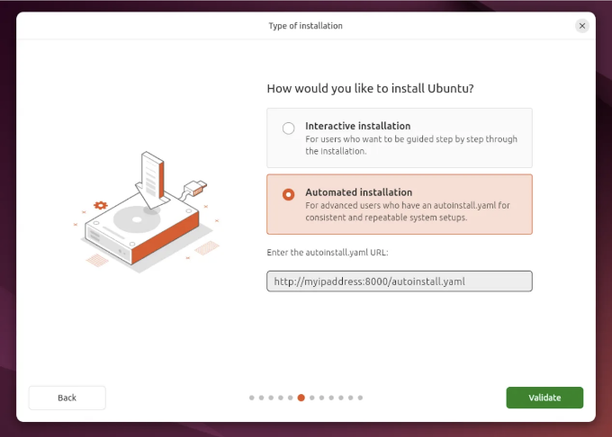 Type of installation
How would you like to install Ubuntu?
Interactive installation
For users who want to be guided step by step through
the installation.
Automated installation
For advanced users who have an autoinstall.yaml for
consistent and repeatable system setups.
Enter the autoinstall.yaml URL:
http://myipaddress:8000/autoinstall.yaml
Back
Validate